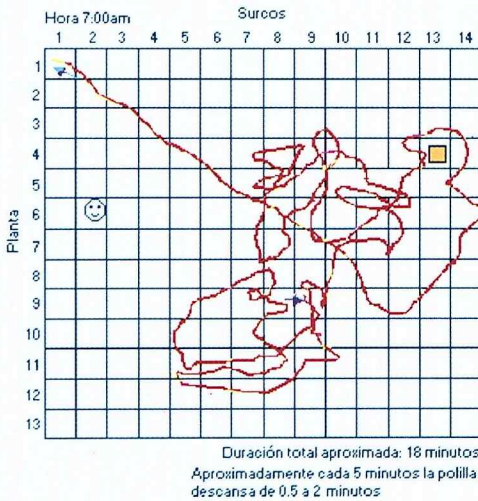 Hora 7:00am
Surcos
1 2 3 4 5 6 7 8 9 10 11 12 13 14
Planta
1
2
3
4
5
6
7
8
9
10
11
12
13
Duración total aproximada: 18 minutos
Aproximadamente cada 5 minutos la polilla
descansa de 0.5 a 2 minutos